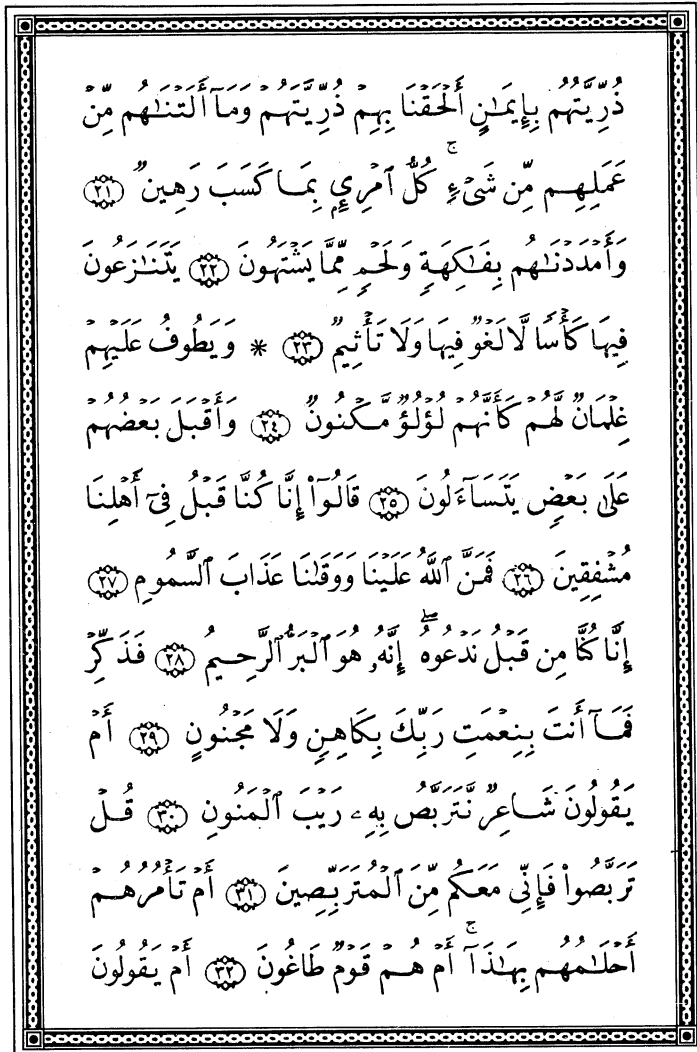 ذُرِّيَّتُهُم بِإِيمَـٰنٍ أَلْحَقْنَا بِهِمْ ذُرِّيَّتَهُمْ وَمَآ أَلَتْنَـٰهُم مِّنْ
عَمَلِهِم مِّن شَىْءٍۚ كُلُّ ٱمْرِىٍٕ بِمَا كَسَبَ رَهِينٌ ٢١
وَأَمْدَدْنَـٰهُم بِفَـٰكِهَةٍ وَلَحْمٍ مِّمَّا يَشْتَهُونَ ٢٢ يَتَنَـٰزَعُونَ
فِيهَا كَأْسًا لَّا لَغْوٌ فِيهَا وَلَا تَأْثِيمٌ ٢٣ * وَيَطُوفُ عَلَيْهِمْ
غِلْمَانٌ لَّهُمْ كَأَنَّهُمْ لُؤْلُؤٌ مَّكْنُونٌ ٢٤ وَأَقْبَلَ بَعْضُهُمْ
عَلَىٰ بَعْضٍ يَتَسَآءَلُونَ ٢٥ قَالُوٓا۟ إِنَّا كُنَّا قَبْلُ فِىٓ أَهْلِنَا
مُشْفِقِينَ ٢٦ فَمَنَّ ٱللَّهُ عَلَيْنَا وَوَقَىٰنَا عَذَابَ ٱلسَّمُومِ ٢٧
إِنَّا كُنَّا مِن قَبْلُ نَدْعُوهُۖ إِنَّهُۥ هُوَ ٱلْبَرُّ ٱلرَّحِيمُ ٢٨ فَذَكِّرْ
فَمَآ أَنتَ بِنِعْمَتِ رَبِّكَ بِكَاهِنٍ وَلَا مَجْنُونٍ ٢٩ أَمْ
يَقُولُونَ شَاعِرٌ نَّتَرَبَّصُ بِهِۦ رَيْبَ ٱلْمَنُونِ ٣٠ قُلْ
تَرَبَّصُوا۟ فَإِنِّى مَعَكُم مِّنَ ٱلْمُتَرَبِّصِينَ ٣١ أَمْ تَأْمُرُهُمْ
أَحْلَـٰمُهُم بِهَـٰذَآۚ أَمْ هُمْ قَوْمٌ طَاغُونَ ٣٢ أَمْ يَقُولُونَ